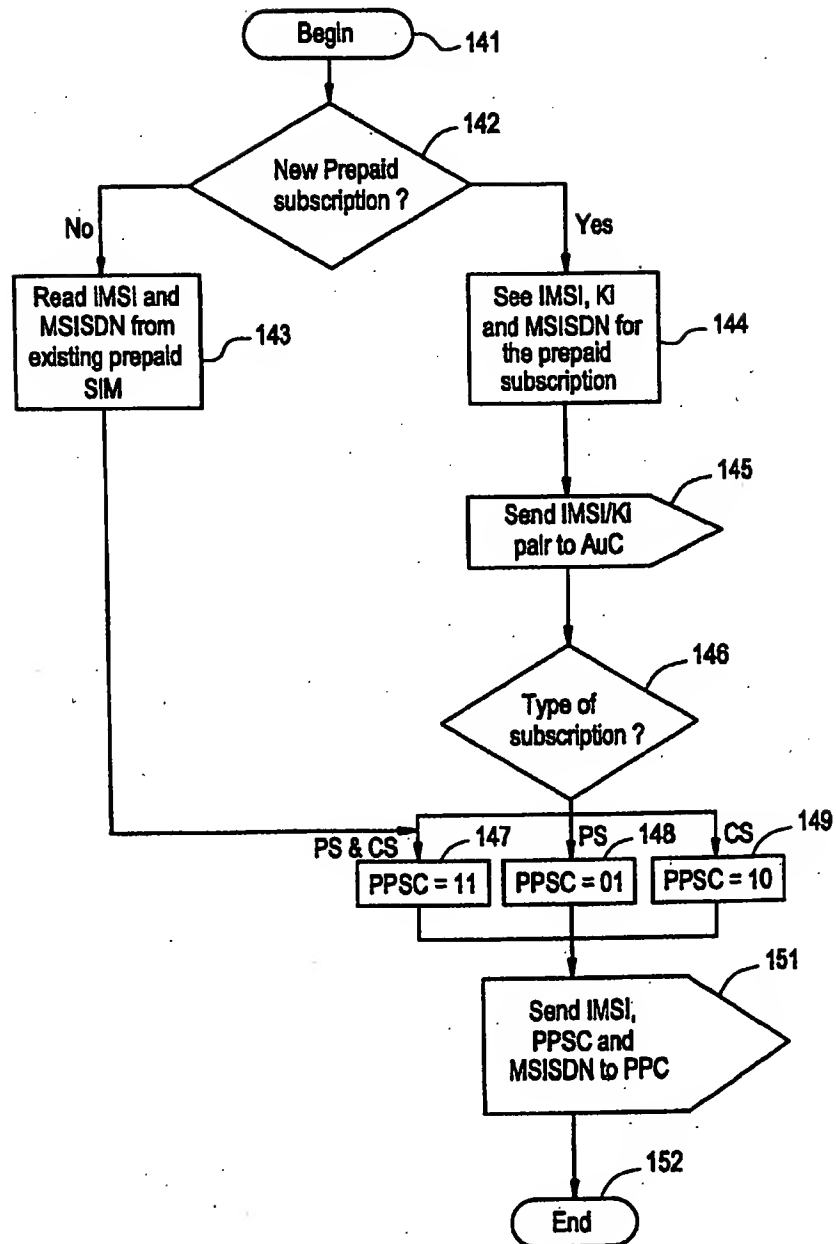 Begin
141
142
New Prepaid
subscription ?
No
Yes
Read IMSI and
MSISDN from
existing prepaid
SIM
143
See IMSI, Ki
and MSISDN for
the prepaid
subscription
144
145
Send IMSI/Ki
pair to AuC
146
Type of
subscription ?
PS & CS
147
PS
148
CS
149
PPSC = 11
PPSC = 01
PPSC = 10
151
Send IMSI,
PPSC and
MSISDN to PPC
152
End